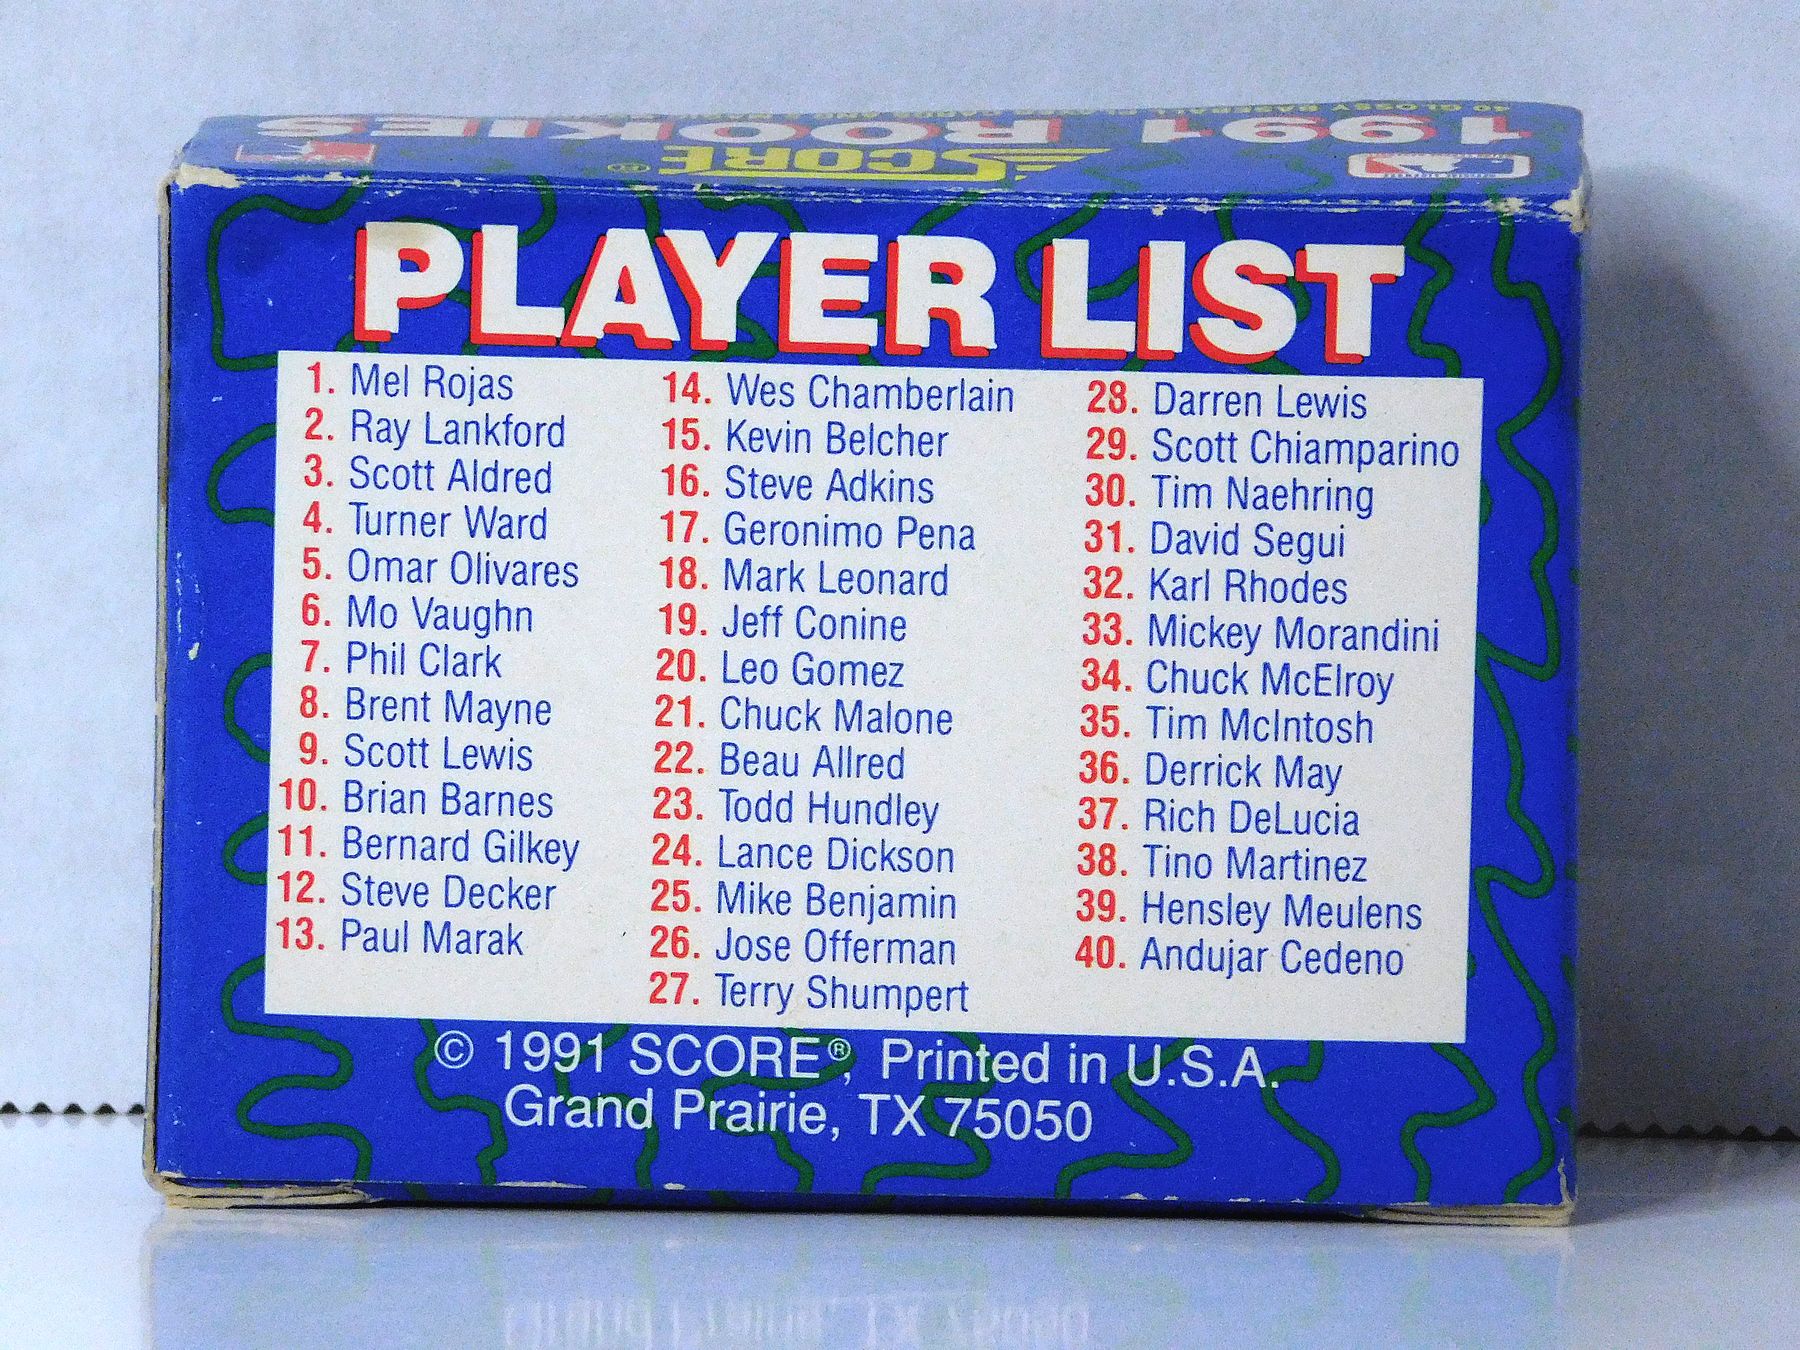 40 GLOSSY BASEBALL PLAYER CARDS AND
1991 ROOKIES
SCORE®
PLAYER LIST
1. Mel Rojas
2. Ray Lankford
3. Scott Aldred
4. Turner Ward
5. Omar Olivares
6. Mo Vaughn
7. Phil Clark
8. Brent Mayne
9. Scott Lewis
10. Brian Barnes
11. Bernard Gilkey
12. Steve Decker
13. Paul Marak
14. Wes Chamberlain
15. Kevin Belcher
16. Steve Adkins
17. Geronimo Pena
18. Mark Leonard
19. Jeff Conine
20. Leo Gomez
21. Chuck Malone
22. Beau Allred
23. Todd Hundley
24. Lance Dickson
25. Mike Benjamin
26. Jose Offerman
27. Terry Shumpert
28. Darren Lewis
29. Scott Chiamparino
30. Tim Naehring
31. David Segui
32. Karl Rhodes
33. Mickey Morandini
34. Chuck McElroy
35. Tim McIntosh
36. Derrick May
37. Rich DeLucia
38. Tino Martinez
39. Hensley Meulens
40. Andujar Cedeno
© 1991 SCORE®, Printed in U.S.A.
Grand Prairie, TX 75050